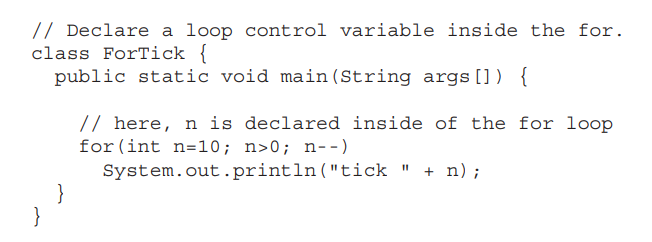 // Declare a loop control variable inside the for.
class ForTick {
  public static void main(String args[]) {

    // here, n is declared inside of the for loop
    for(int n=10; n>0; n--)
      System.out.println("tick " + n);
  }
}